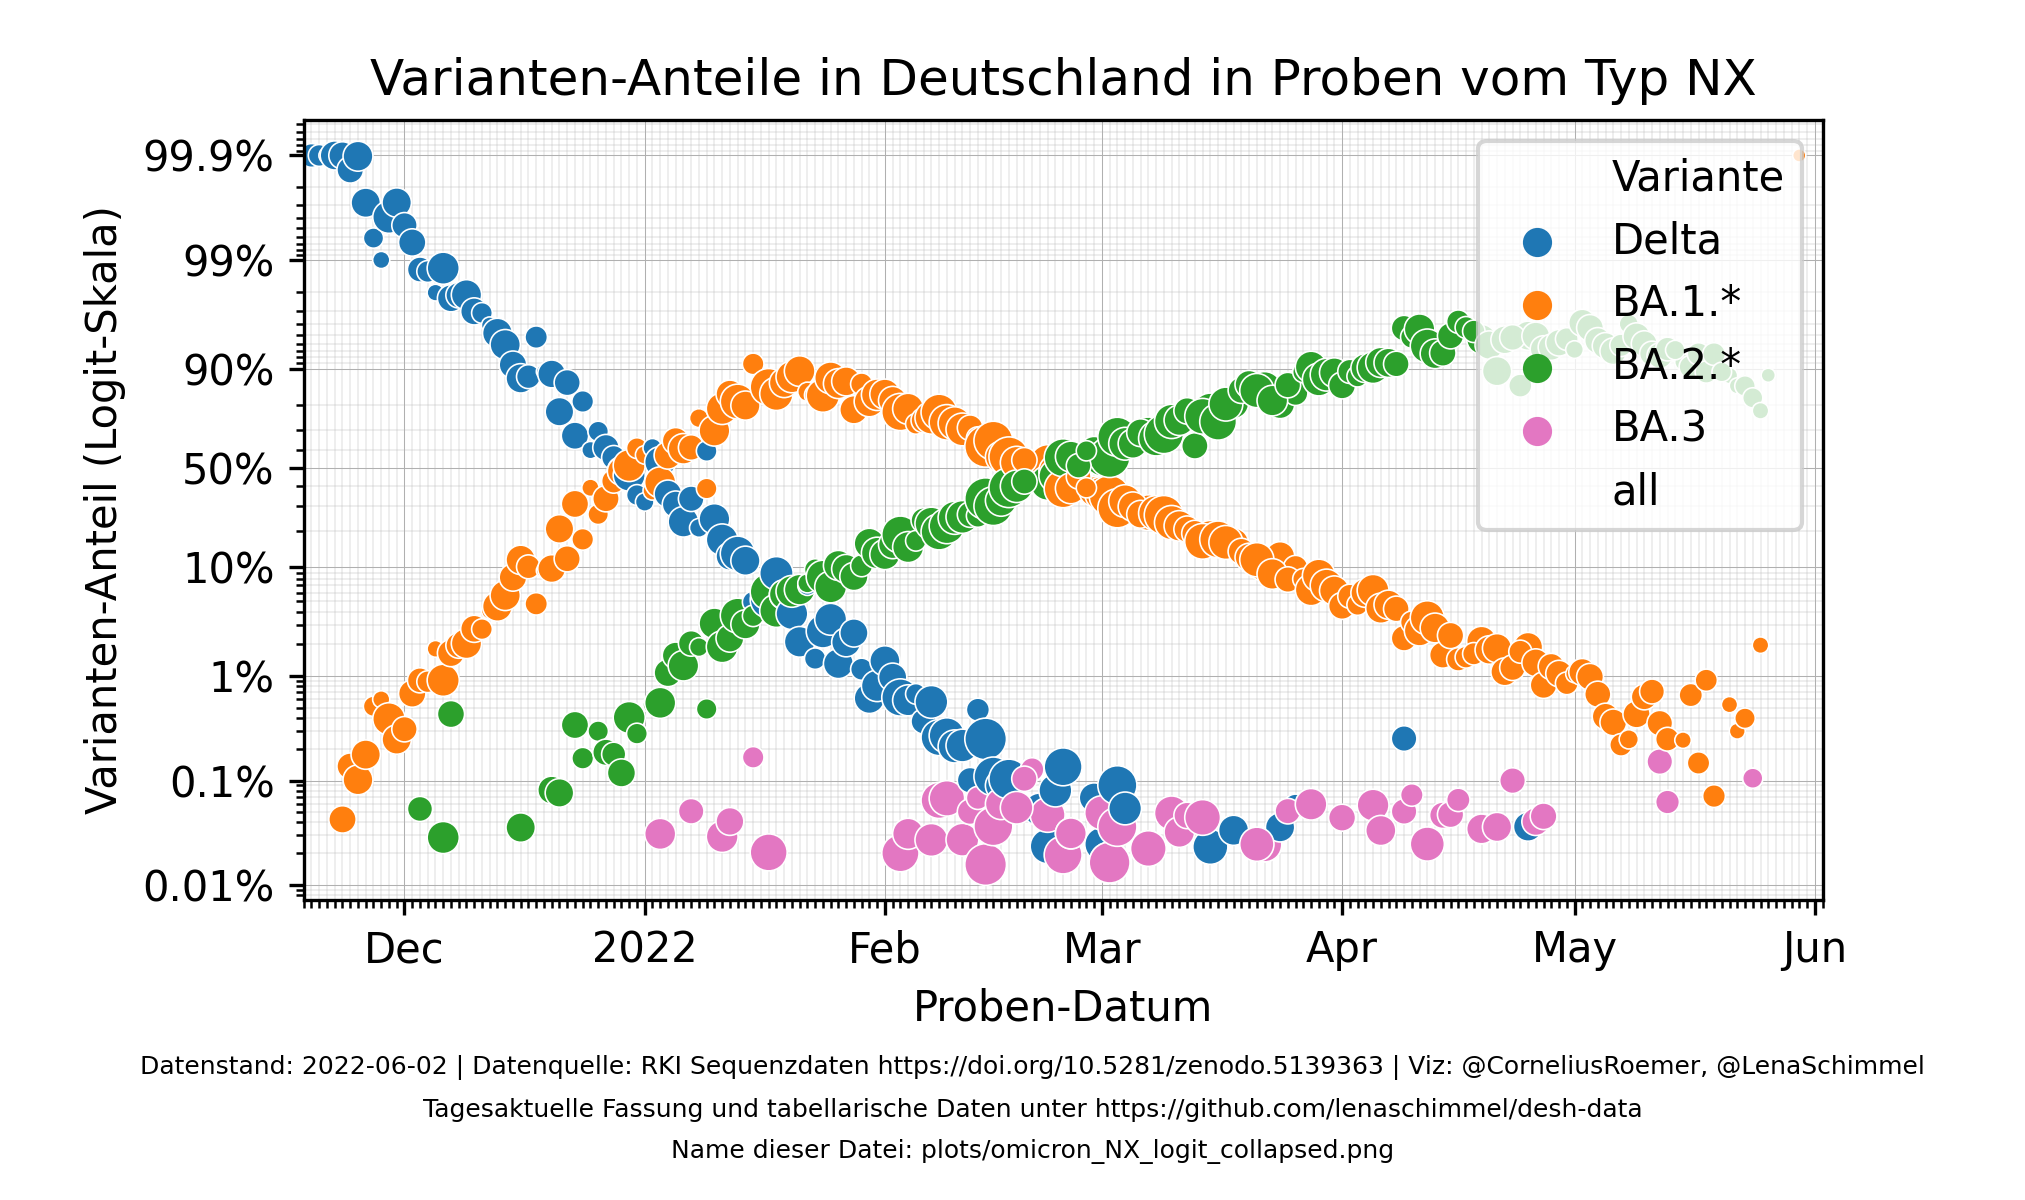 Varianten-Anteile in Deutschland in Proben vom Typ NX
Varianten-Anteil (Logit-Skala)
99.9%
99%
90%
50%
10%
1%
0.1%
0.01%
Variante
Delta
BA.1.*
BA.2.*
BA.3
all
Dec
2022
Feb
Mar
Apr
May
Jun
Proben-Datum
Datenstand: 2022-06-02 | Datenquelle: RKI Sequenzdaten https://doi.org/10.5281/zenodo.5139363 | Viz: @CorneliusRoemer, @LenaSchimmel
Tagesaktuelle Fassung und tabellarische Daten unter https://github.com/lenaschimmel/desh-data
Name dieser Datei: plots/omicron_NX_logit_collapsed.png